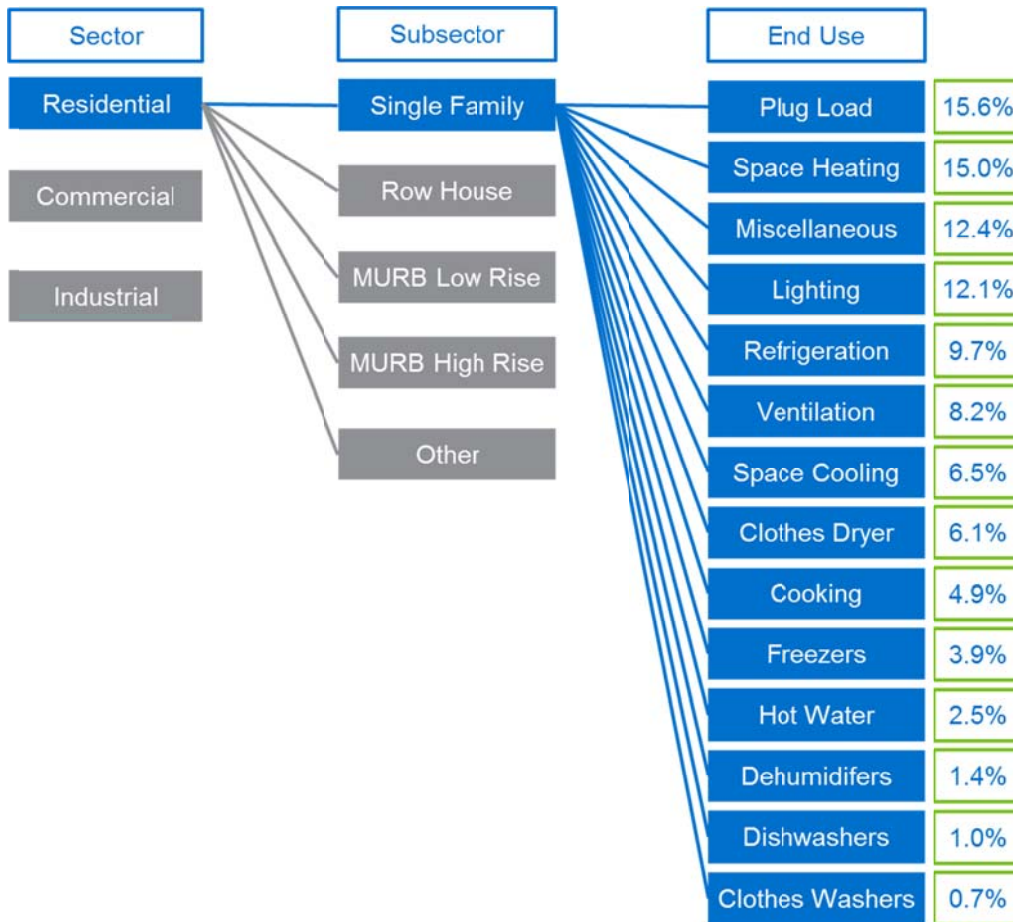 Sector
Subsector
End Use
Residential
Commercial
Industrial
Single Family
Row House
MURB Low Rise
MURB High Rise
Other
Plug Load 15.6%
Space Heating 15.0%
Miscellaneous 12.4%
Lighting 12.1%
Refrigeration 9.7%
Ventilation 8.2%
Space Cooling 6.5%
Clothes Dryer 6.1%
Cooking 4.9%
Freezers 3.9%
Hot Water 2.5%
Dehumidifers 1.4%
Dishwashers 1.0%
Clothes Washers 0.7%